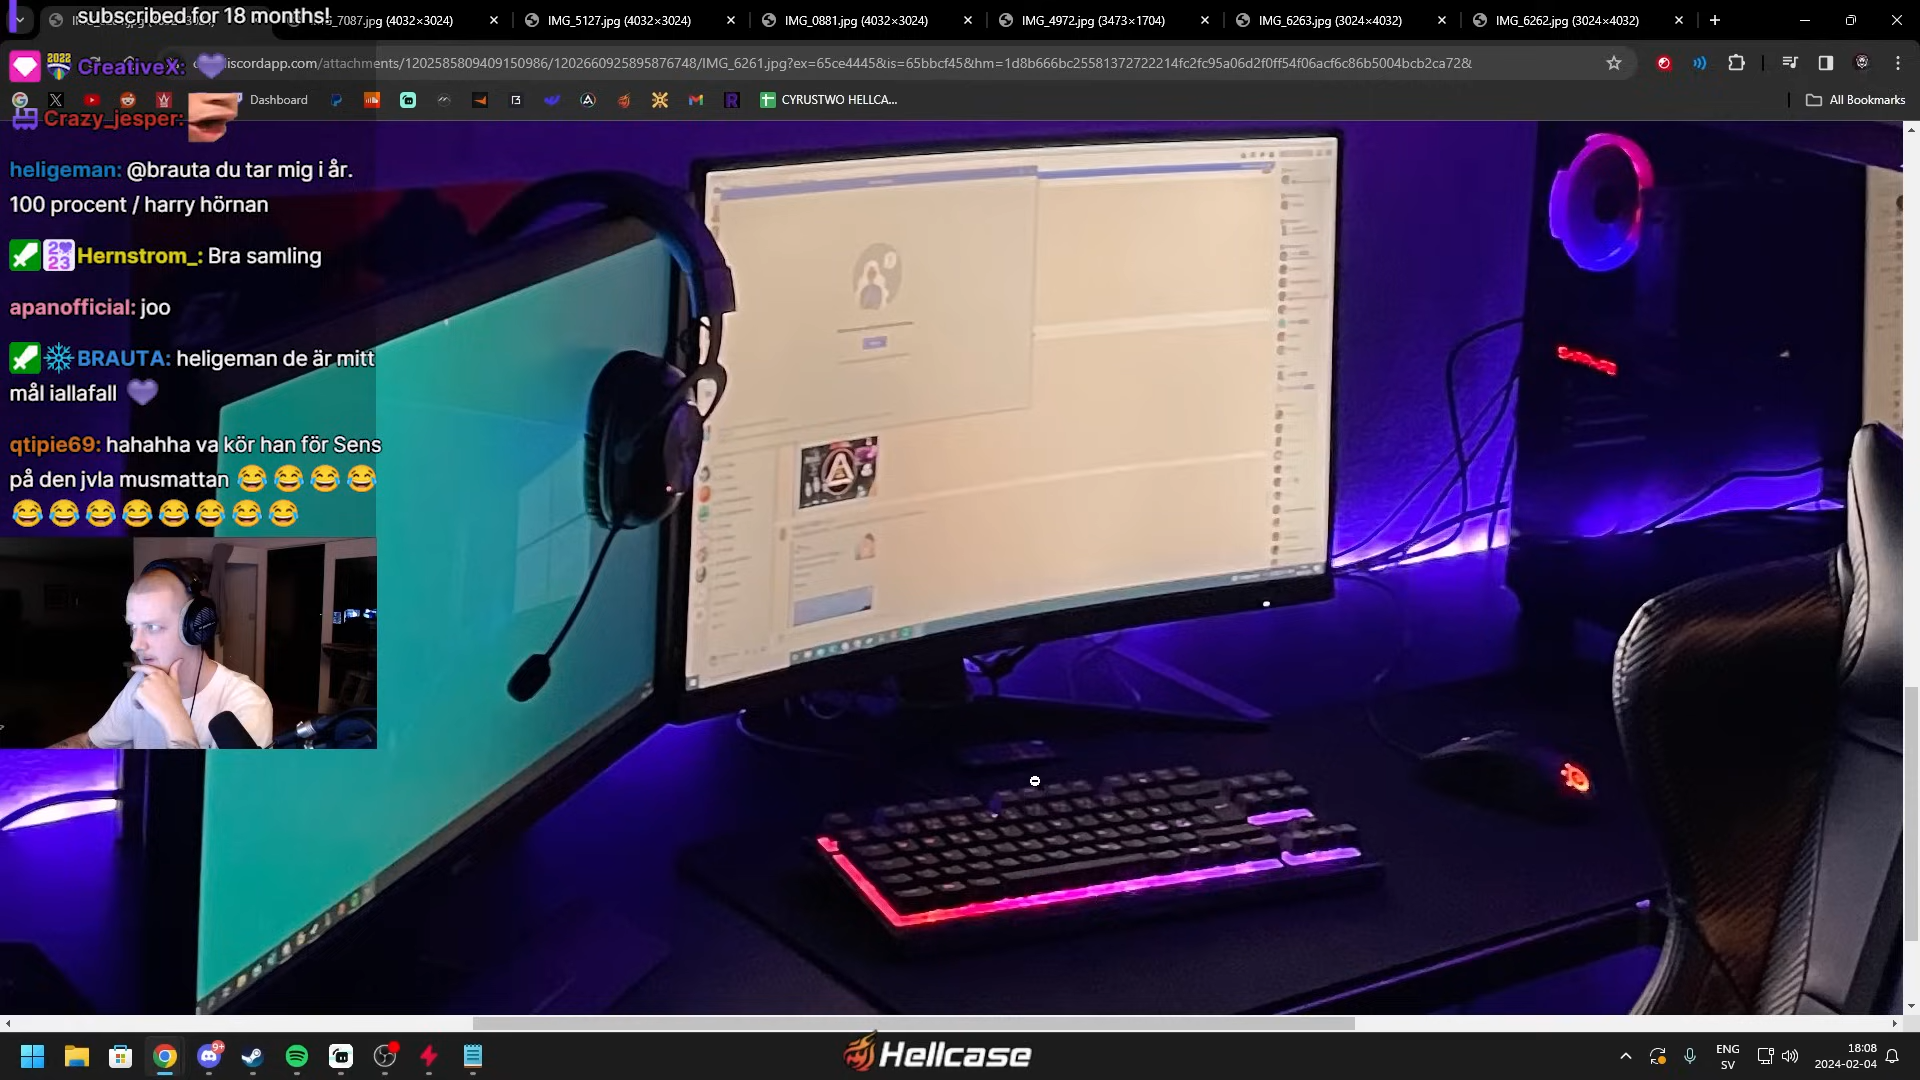 subscribed for 18 months!
7087.jpg (4032×3024)
IMG_5127.jpg (4032×3024)
IMG_0881.jpg (4032×3024)
IMG_4972.jpg (3473×1704)
IMG_6263.jpg (3024×4032)
IMG_6262.jpg (3024×4032)
2022 CreativeX:
iscordapp.com/attachments/1202585809409150986/1202660925895876748/IMG_6261.jpg?ex=65ce4445&is=65bbcf45&hm=1d8b666bc25581372722214fc2fc95a06d2f0ff54f06acf6c86b5004bcb2ca72&
Dashboard
CYRUSTWO HELLCA...
All Bookmarks
Crazy_jesper:
heligeman: @brauta du tar mig i år.
100 procent / harry hörnan
Hernstrom_: Bra samling
apanofficial: joo
BRAUTA: heligeman de är mitt
mål iallafall 💜
qtipie69: hahahha va kör han för Sens
på den jvla musmattan 😂 😂 😂 😂
😂 😂 😂 😂 😂 😂 😂 😂
9+
Hellcase
ENG
SV
18:08
2024-02-04